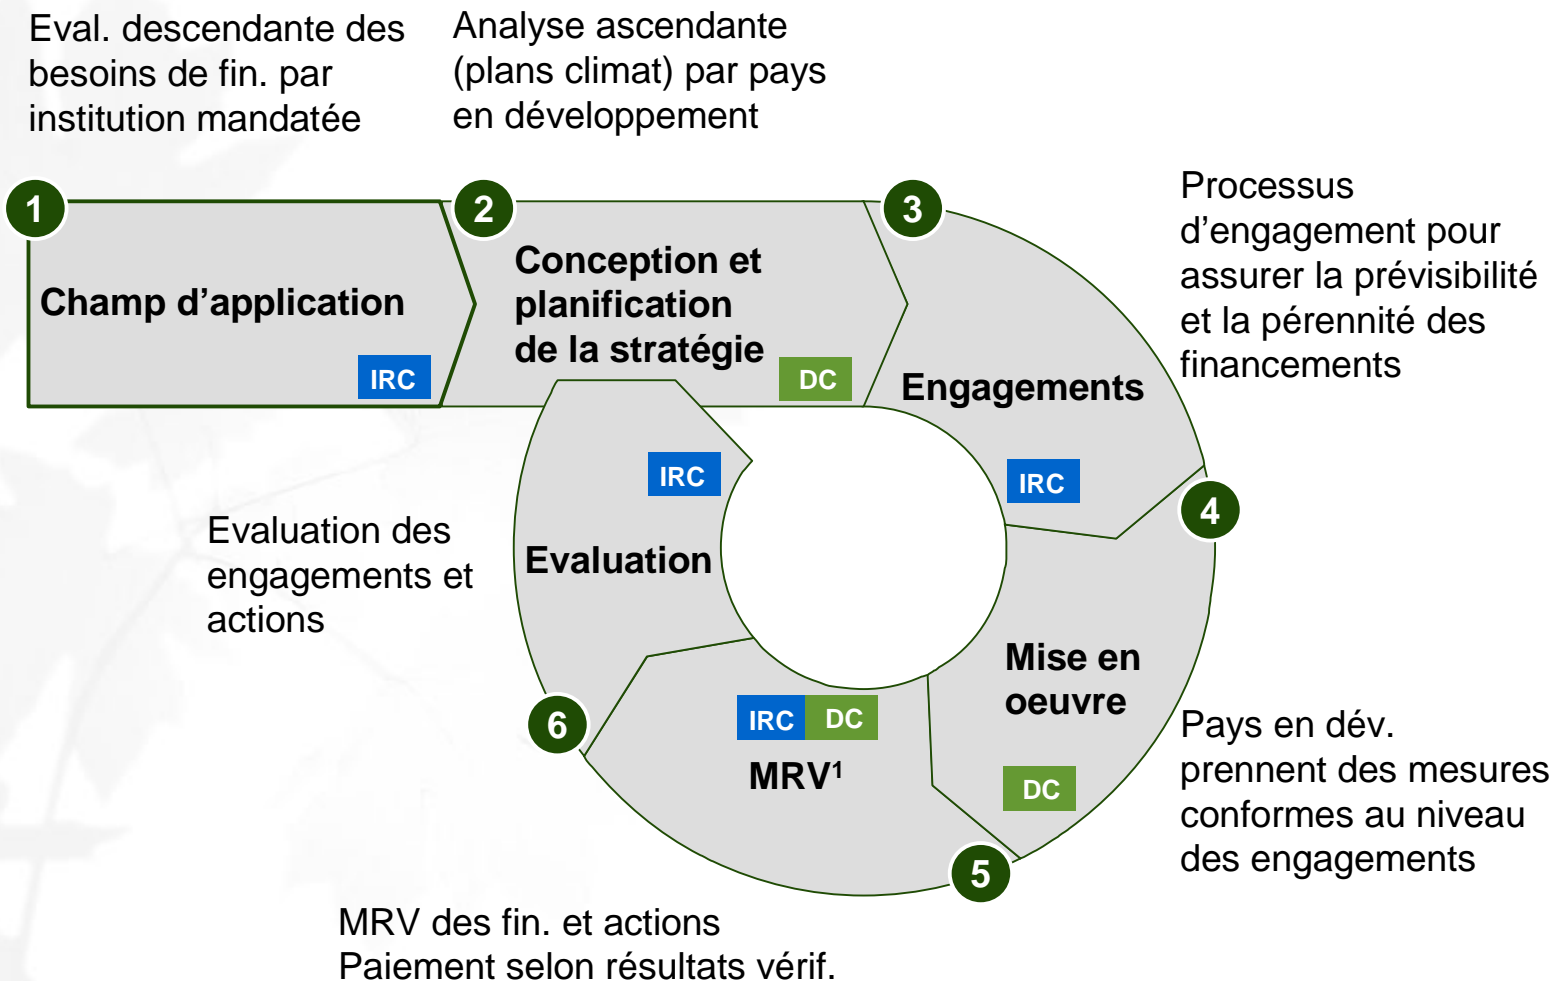 Eval. descendante des
besoins de fin. par
institution mandatée
Analyse ascendante
(plans climat) par pays
en développement
1
Champ d’application
IRC
2
Conception et
planification
de la stratégie
DC
3
Engagements
IRC
Processus
d’engagement pour
assurer la prévisibilité
et la pérennité des
financements
4
Mise en
oeuvre
DC
Pays en dév.
prennent des mesures
conformes au niveau
des engagements
5
IRC DC
MRV¹
MRV des fin. et actions
Paiement selon résultats vérif.
6
IRC
Evaluation
Evaluation des
engagements et
actions